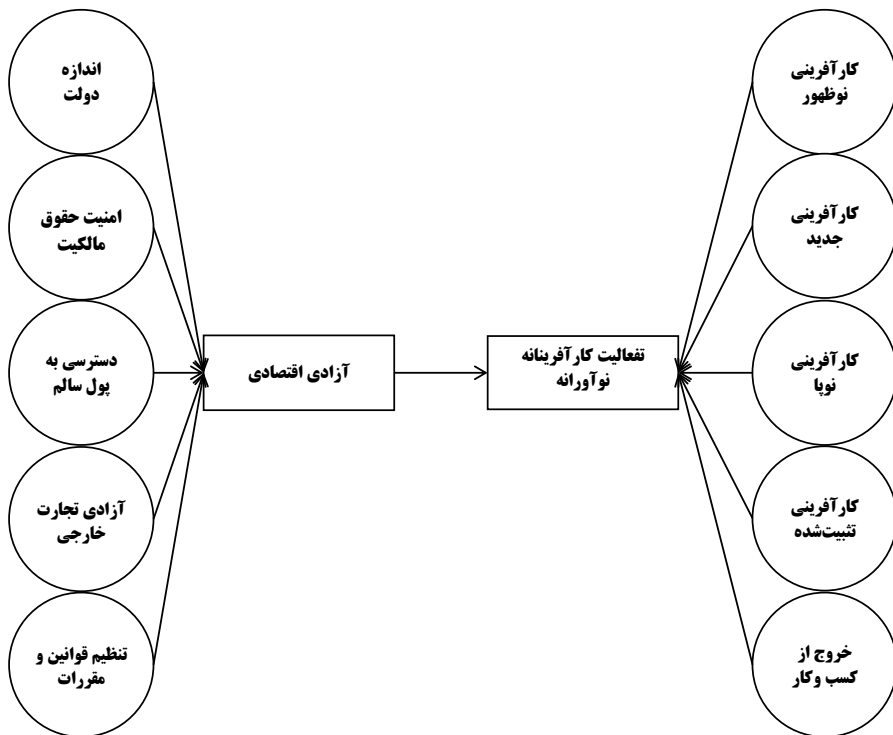 اندازه
دولت
امنیت حقوق
مالکیت
دسترسی به
پول سالم
آزادی تجارت
خارجی
تنظیم قوانین و
مقررات
آزادی اقتصادی
تفعالیت کارآفرینانه
نوآورانه
کارآفرینی
نوظهور
کارآفرینی
جدید
کارآفرینی
نوپا
کارآفرینی
تثبیت‌شده
خروج از
کسب وکار